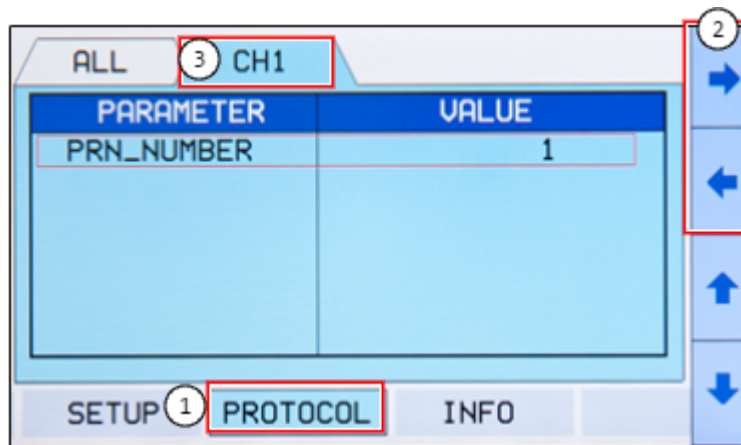 2
ALL 3 CH1
PARAMETER VALUE
PRN_NUMBER 1
SETUP 1 PROTOCOL INFO